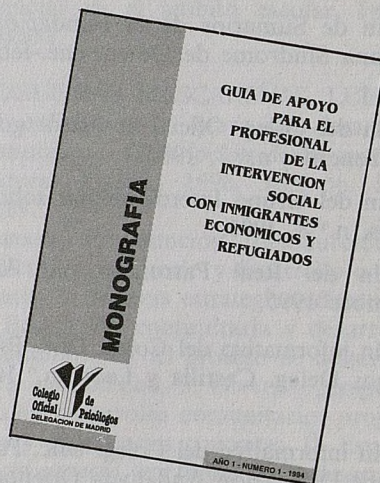 GUIA DE APOYO
PARA EL
PROFESIONAL
DE LA
INTERVENCION
SOCIAL
CON INMIGRANTES
ECONOMICOS Y
REFUGIADOS
MONOGRAFIA
Colegio de
Oficial Psicólogos
DELEGACION DE MADRID
AÑO 1 - NUMERO 1 - 1994